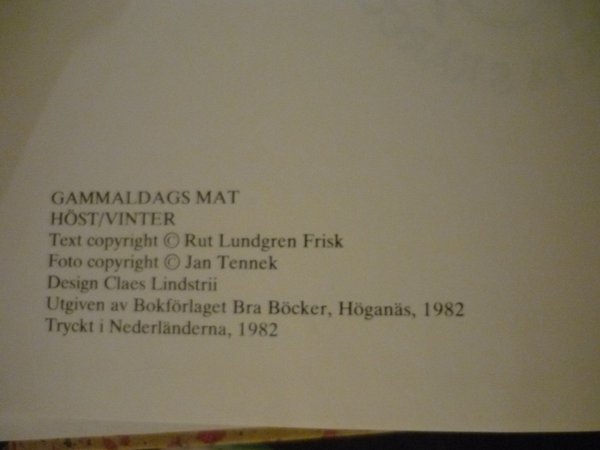 GAMMALDAGS MAT
HÖST/VINTER
Text copyright © Rut Lundgren Frisk
Foto copyright © Jan Tennek
Design Claes Lindstrii
Utgiven av Bokförlaget Bra Böcker, Höganäs, 1982
Tryckt i Nederländerna, 1982